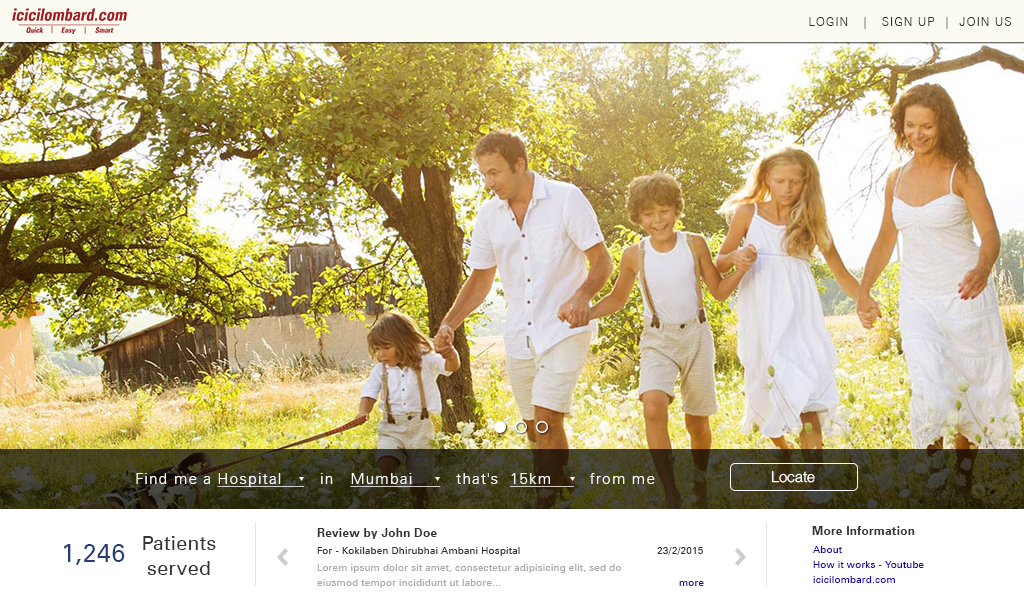 icicilombard.com
Quick | Easy | Smart
LOGIN | SIGN UP | JOIN US
Find me a Hospital in Mumbai that's 15km from me
Locate
1,246
Patients
served
Review by John Doe
For - Kokilaben Dhirubhai Ambani Hospital 23/2/2015
Lorem ipsum dolor sit amet, consectetur adipisicing elit, sed do
eiusmod tempor incididunt ut labore...
more
More Information
About
How it works - Youtube
icicilombard.com